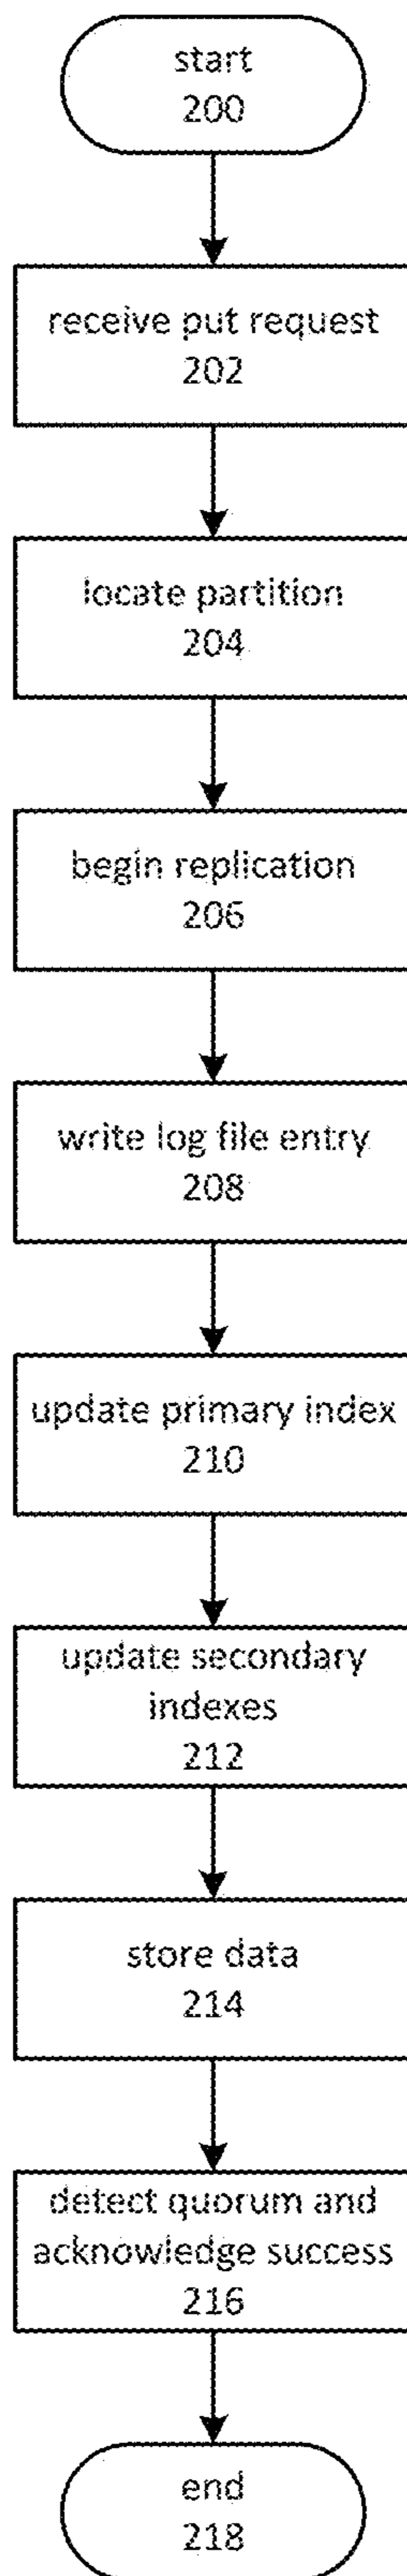 start
200
receive put request
202
locate partition
204
begin replication
206
write log file entry
208
update primary index
210
update secondary
indexes
212
store data
214
detect quorum and
acknowledge success
216
end
218